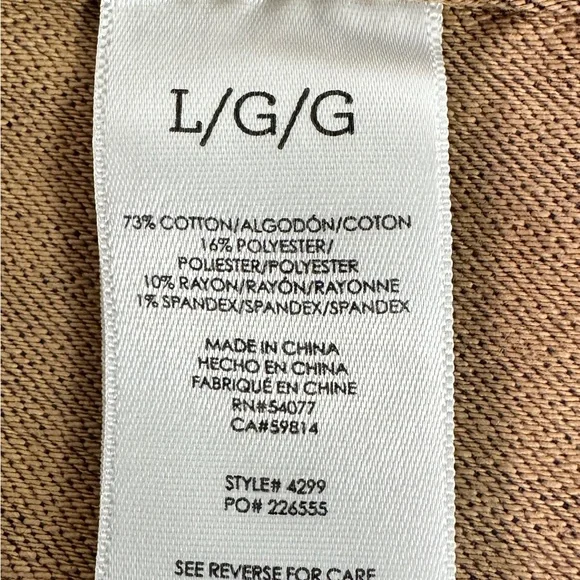 L/G/G
73% COTTON/ALGODÓN/COTON
16% POLYESTER/
POLIESTER/POLYESTER
10% RAYON/RAYÓN/RAYONNE
1% SPANDEX/SPANDEX/SPANDEX
MADE IN CHINA
HECHO EN CHINA
FABRIQUÉ EN CHINE
RN#54077
CA#59814
STYLE# 4299
PO# 226555
SEE REVERSE FOR CARE